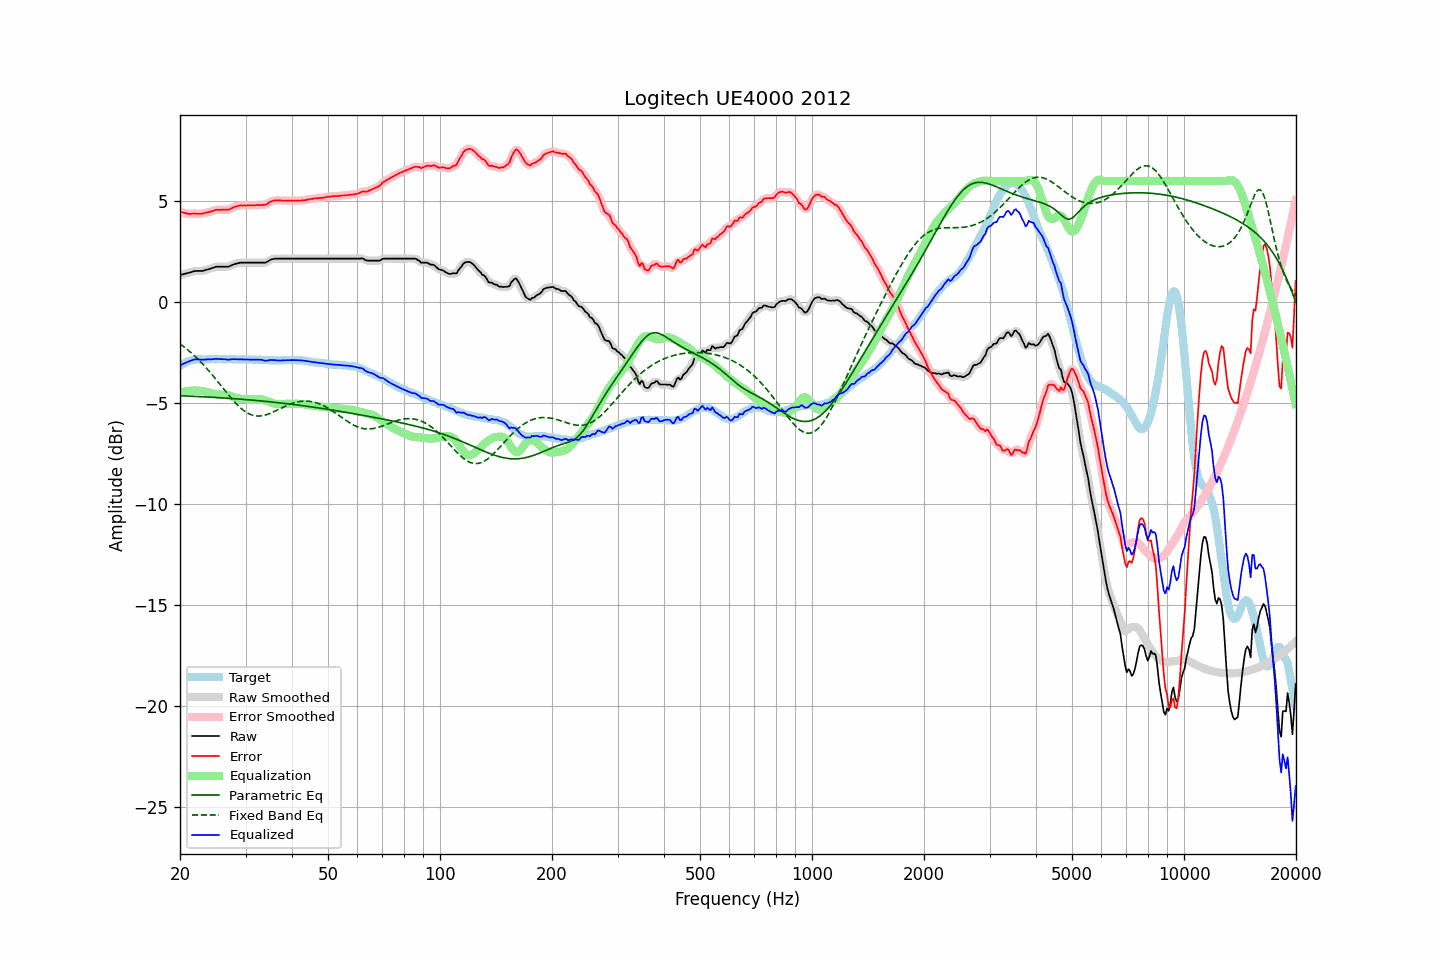 Logitech UE4000 2012
Amplitude (dBr)
5
0
−5
−10
−15
−20
−25
Target
Raw Smoothed
Error Smoothed
Raw
Error
Equalization
Parametric Eq
Fixed Band Eq
Equalized
20 50 100 200 500 1000 2000 5000 10000 20000
Frequency (Hz)